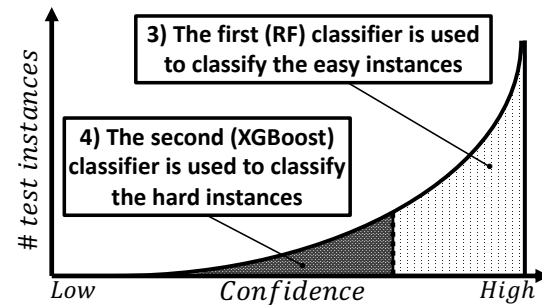 3) The first (RF) classifier is used
to classify the easy instances
4) The second (XGBoost)
classifier is used to classify
the hard instances
# test instances
Low
Confidence
High